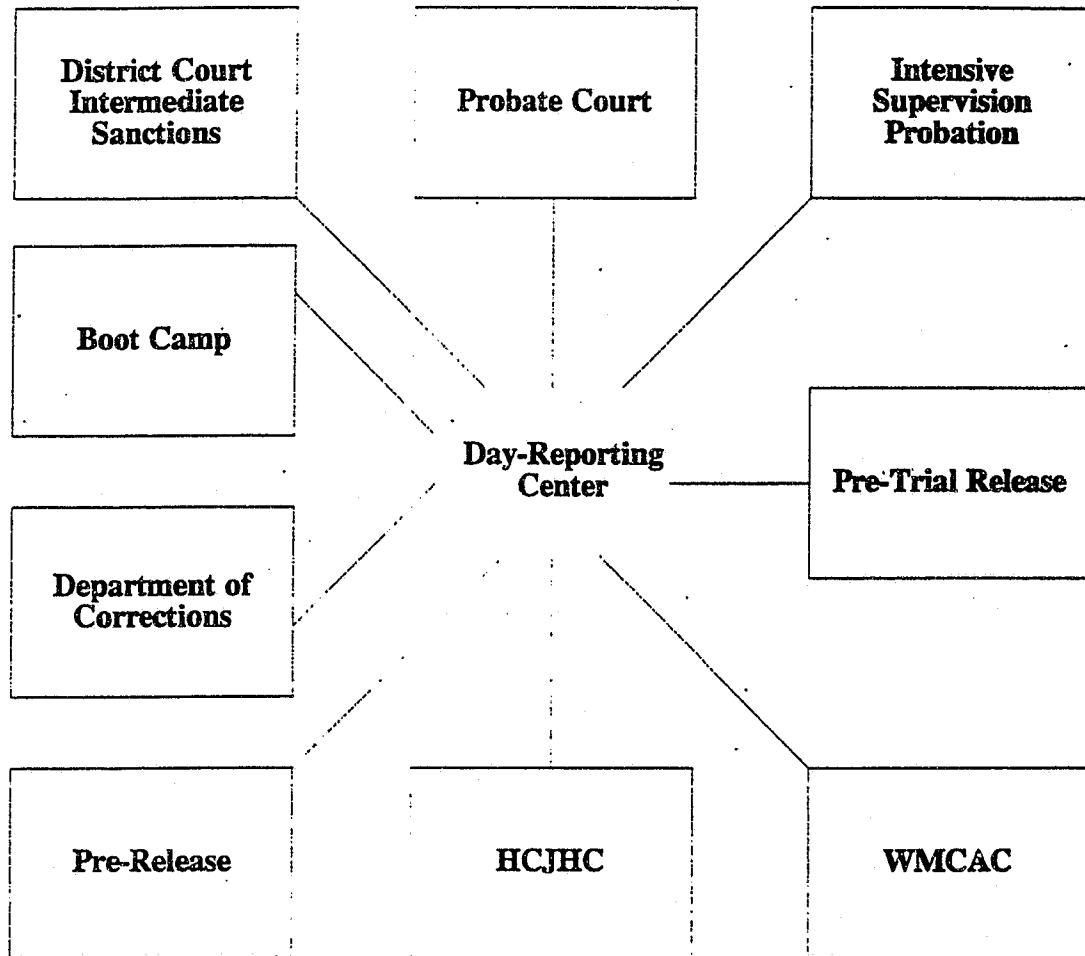 District Court
Intermediate
Sanctions
Probate Court
Intensive
Supervision
Probation
Boot Camp
Day-Reporting
Center
Pre-Trial Release
Department of
Corrections
Pre-Release
HCJHC
WMCAC